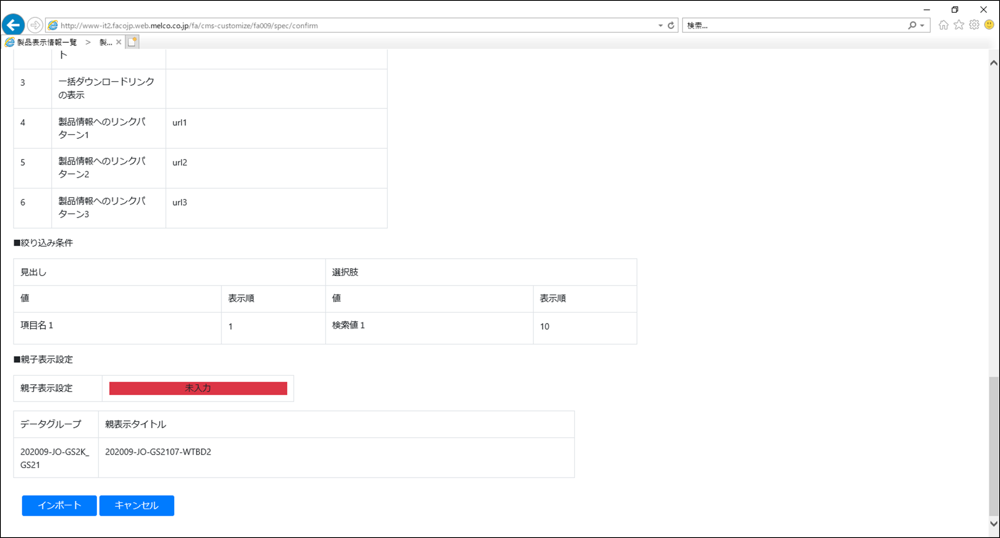 http://www-it2.facojp.web.melco.co.jp/fa/cms-customize/fa009/spec/confirm
検索...
製品表示情報一覧 > 製...
ト
3 一括ダウンロードリンク
の表示
4 製品情報へのリンクパ url1
ターン1
5 製品情報へのリンクパ url2
ターン2
6 製品情報へのリンクパ url3
ターン3
■絞り込み条件
見出し 選択肢
値 表示順 値 表示順
項目名１ 1 検索値１ 10
■親子表示設定
親子表示設定 未入力
データグループ 親表示タイトル
202009-JO-GS2K_ 202009-JO-GS2107-WTBD2
GS21
インポート キャンセル